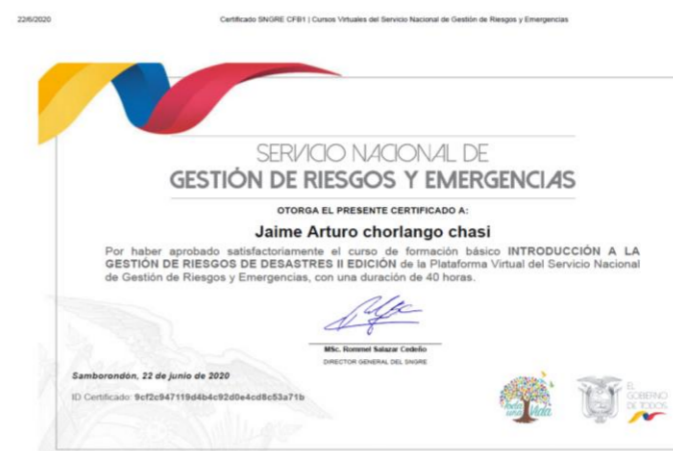 22/6/2020
Certificado SNGRE CFB1 | Cursos Virtuales del Servicio Nacional de Gestión de Riesgos y Emergencias
SERVICIO NACIONAL DE
GESTIÓN DE RIESGOS Y EMERGENCIAS
OTORGA EL PRESENTE CERTIFICADO A:
Jaime Arturo chorlango chasi
Por haber aprobado satisfactoriamente el curso de formación básico INTRODUCCIÓN A LA
GESTIÓN DE RIESGOS DE DESASTRES II EDICIÓN de la Plataforma Virtual del Servicio Nacional
de Gestión de Riesgos y Emergencias, con una duración de 40 horas.
MSc. Rommel Salazar Cedeño
DIRECTOR GENERAL DEL SNGRE
Samborondón, 22 de junio de 2020
ID Certificado: 9cf2c947119d4b4c92d0e4cd8c53a71b
Toda
una Vida
EL
GOBIERNO
DE TODOS